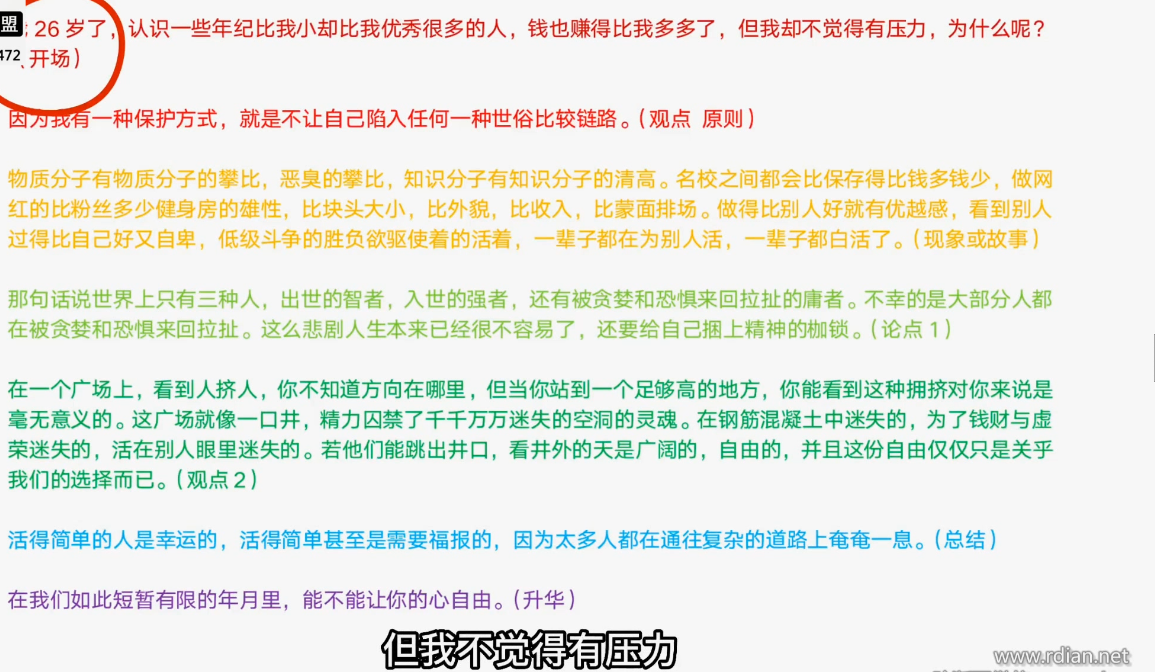 盟
26 岁了，认识一些年纪比我小却比我优秀很多的人，钱也赚得比我多多了，但我却不觉得有压力，为什么呢？
472
、开场）
因为我有一种保护方式，就是不让自己陷入任何一种世俗比较链路。（观点 原则）
物质分子有物质分子的攀比，恶臭的攀比，知识分子有知识分子的清高。名校之间都会比保存得比钱多钱少，做网
红的比粉丝多少健身房的雄性，比块头大小，比外貌，比收入，比蒙面排场。做得比别人好就有优越感，看到别人
过得比自己好又自卑，低级斗争的胜负欲驱使着的活着，一辈子都在为别人活，一辈子都白活了。（现象或故事）
那句话说世界上只有三种人，出世的智者，入世的强者，还有被贪婪和恐惧来回拉扯的庸者。不幸的是大部分人都
在被贪婪和恐惧来回拉扯。这么悲剧人生本来已经很不容易了，还要给自己捆上精神的枷锁。（论点 1）
在一个广场上，看到人挤人，你不知道方向在哪里，但当你站到一个足够高的地方，你能看到这种拥挤对你来说是
毫无意义的。这广场就像一口井，精力囚禁了千千万万迷失的空洞的灵魂。在钢筋混凝土中迷失的，为了钱财与虚
荣迷失的，活在别人眼里迷失的。若他们能跳出井口，看井外的天是广阔的，自由的，并且这份自由仅仅只是关乎
我们的选择而已。（观点 2）
活得简单的人是幸运的，活得简单甚至是需要福报的，因为太多人都在通往复杂的道路上奄奄一息。（总结）
在我们如此短暂有限的年月里，能不能让你的心自由。（升华）
但我不觉得有压力
www.rdian.net